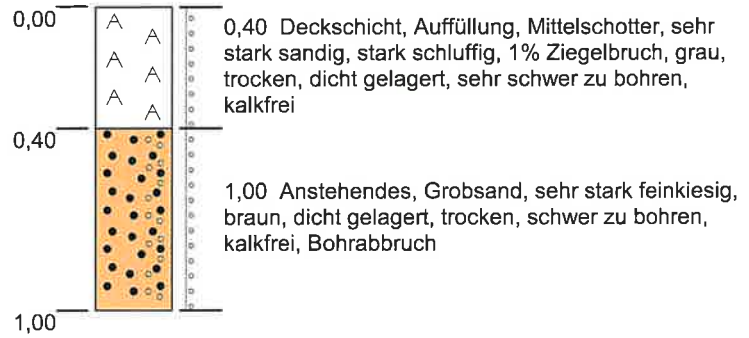 0,00
0,40 Deckschicht, Auffüllung, Mittelschotter, sehr
stark sandig, stark schluffig, 1% Ziegelbruch, grau,
trocken, dicht gelagert, sehr schwer zu bohren,
kalkfrei
0,40
1,00 Anstehendes, Grobsand, sehr stark feinkiesig,
braun, dicht gelagert, trocken, schwer zu bohren,
kalkfrei, Bohrabbruch
1,00